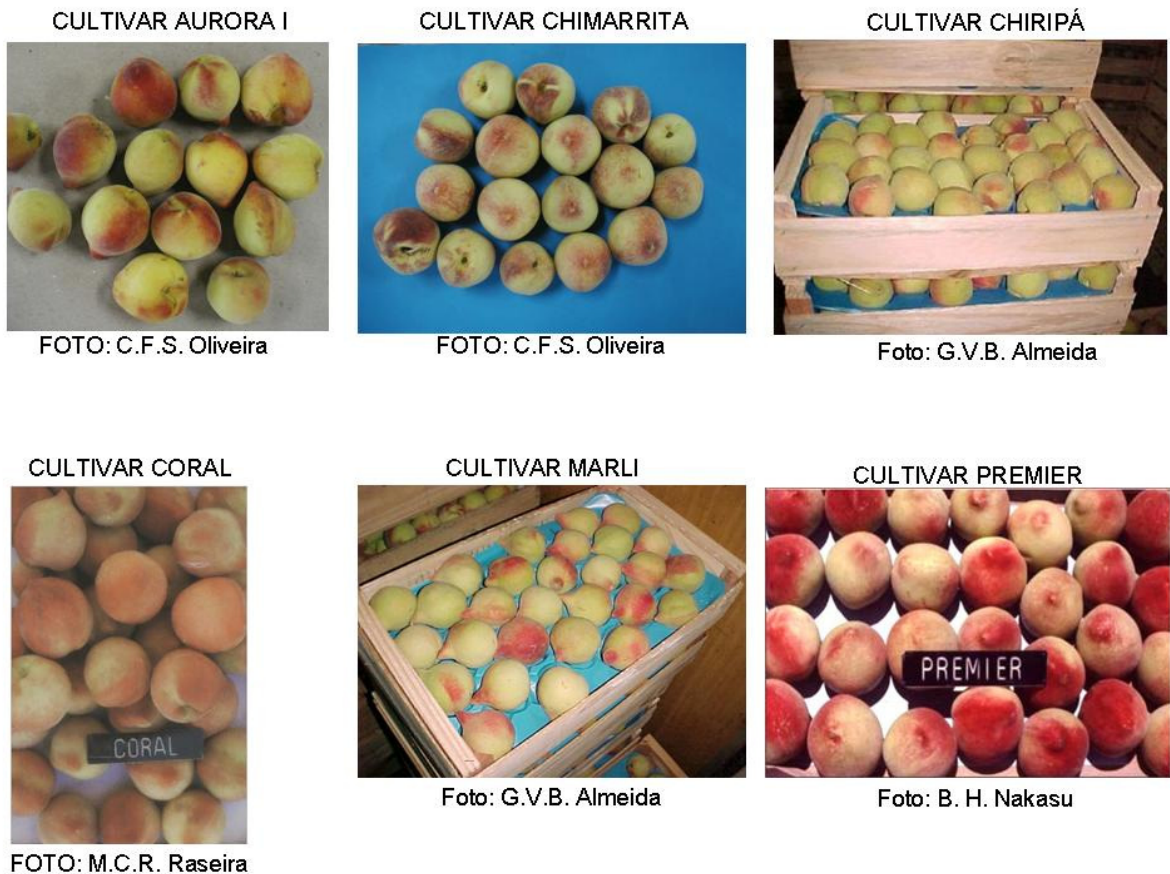 CULTIVAR AURORA I
CULTIVAR CHIMARRITA
CULTIVAR CHIRIPÁ
FOTO: C.F.S. Oliveira
FOTO: C.F.S. Oliveira
Foto: G.V.B. Almeida
CULTIVAR CORAL
CULTIVAR MARLI
CULTIVAR PREMIER
CORAL
PREMIER
Foto: G.V.B. Almeida
Foto: B. H. Nakasu
FOTO: M.C.R. Raseira